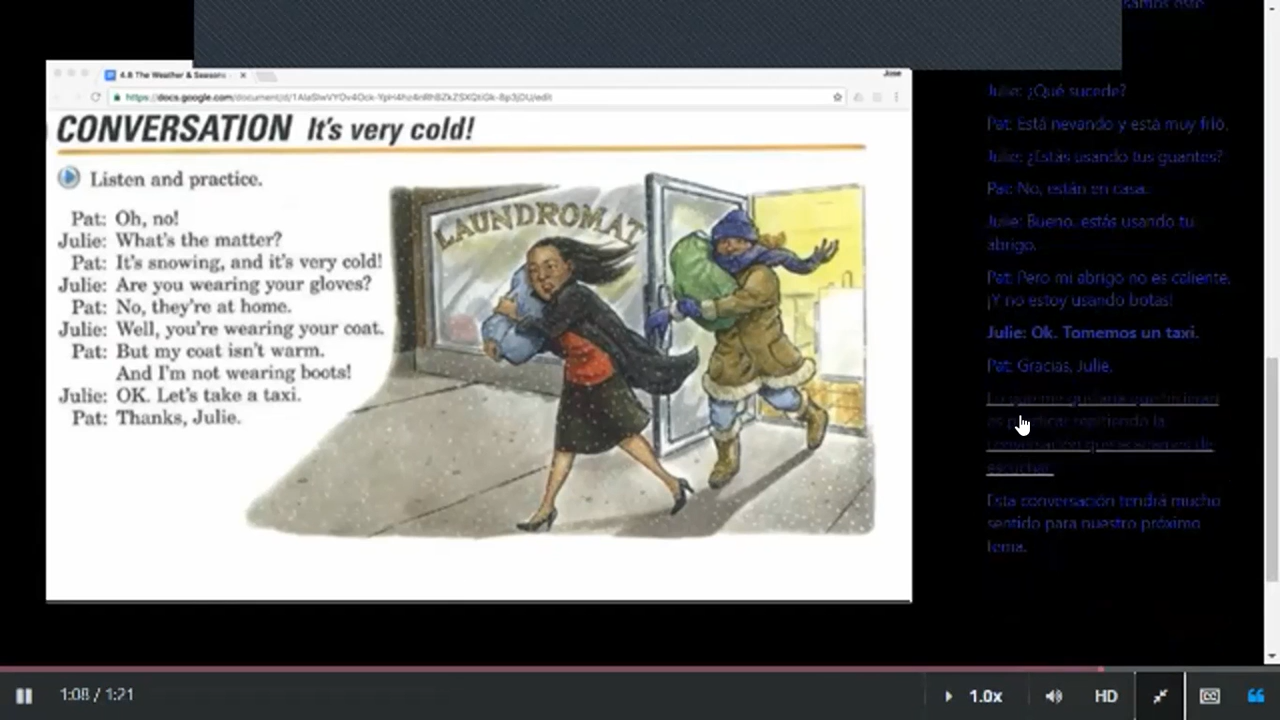 4.8 The Weather & Seasons
Jose
CONVERSATION It's very cold!
Listen and practice.
Pat: Oh, no!
Julie: What's the matter?
Pat: It's snowing, and it's very cold!
Julie: Are you wearing your gloves?
Pat: No, they're at home.
Julie: Well, you're wearing your coat.
Pat: But my coat isn't warm.
And I'm not wearing boots!
Julie: OK. Let's take a taxi.
Pat: Thanks, Julie.
LAUNDROMAT
Julie: ¿Qué sucede?
Pat: Está nevando y está muy frío.
Julie: ¿Estás usando tus guantes?
Pat: No, están en casa.
Julie: Bueno, estás usando tu
abrigo.
Pat: Pero mi abrigo no es caliente.
¡Y no estoy usando botas!
Julie: Ok. Tomemos un taxi.
Pat: Gracias, Julie.
repitiendo la
escuchar.
Esta conversación tendrá mucho
sentido para nuestro próximo
tema.
1:08 / 1:21
1.0x
HD
CC